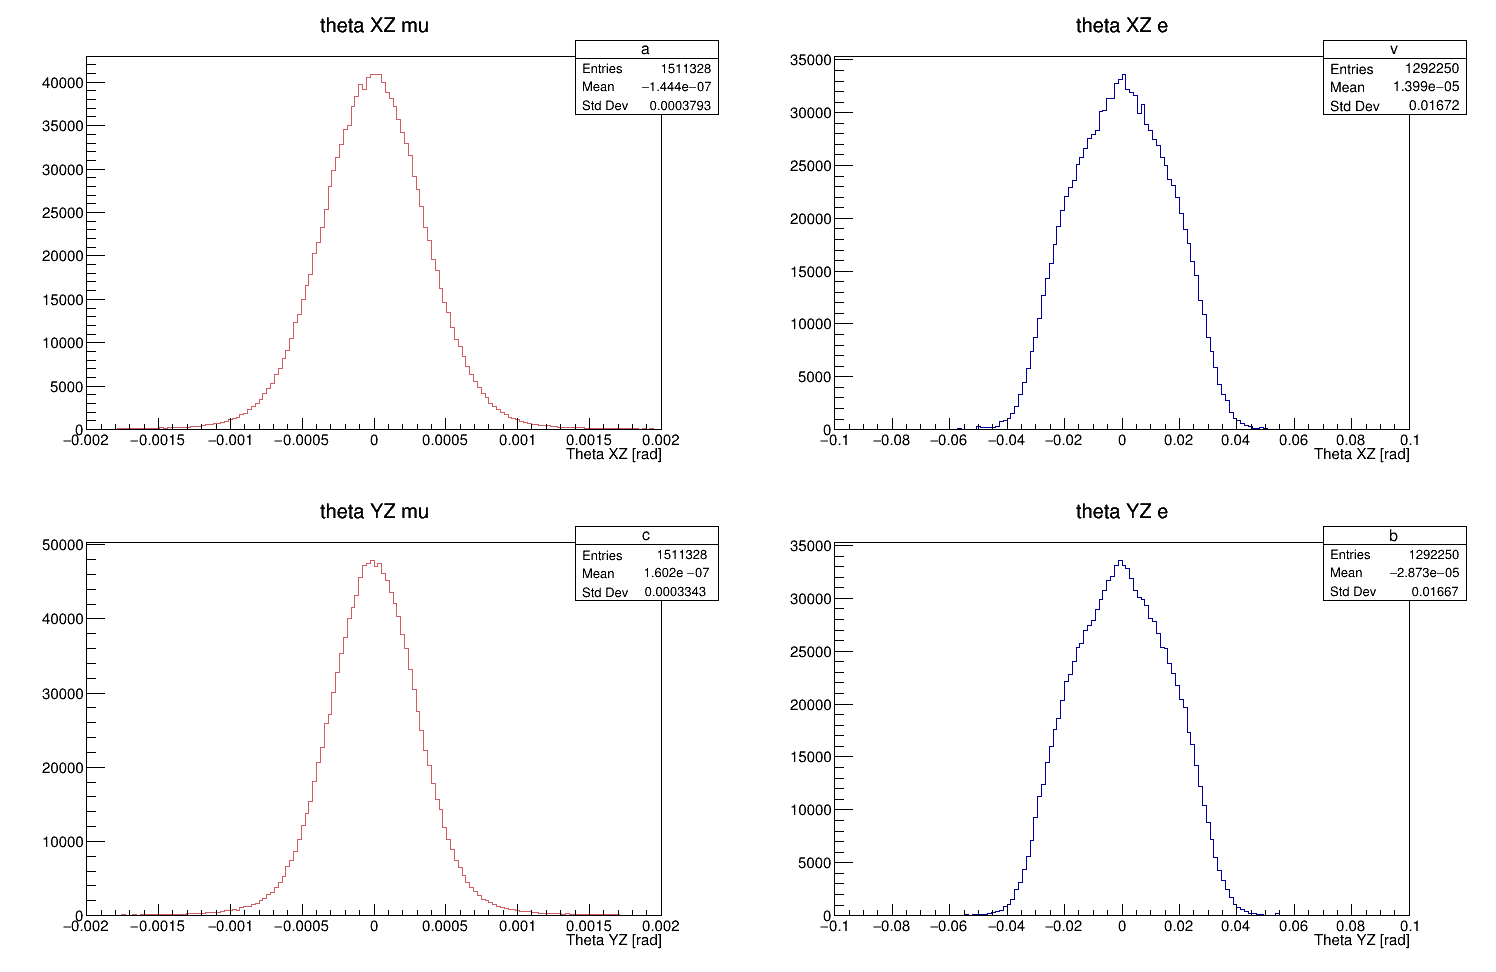 theta XZ mu
a
Entries 1511328
Mean −1.444e−07
Std Dev 0.0003793
40000
35000
30000
25000
20000
15000
10000
5000
0
−0.002 −0.0015 −0.001 −0.0005 0 0.0005 0.001 0.0015 0.002
Theta XZ [rad]
theta XZ e
v
Entries 1292250
Mean 1.399e−05
Std Dev 0.01672
35000
30000
25000
20000
15000
10000
5000
0
−0.1 −0.08 −0.06 −0.04 −0.02 0 0.02 0.04 0.06 0.08 0.1
Theta XZ [rad]
theta YZ mu
c
Entries 1511328
Mean 1.602e −07
Std Dev 0.0003343
50000
40000
30000
20000
10000
0
−0.002 −0.0015 −0.001 −0.0005 0 0.0005 0.001 0.0015 0.002
Theta YZ [rad]
theta YZ e
b
Entries 1292250
Mean −2.873e−05
Std Dev 0.01667
35000
30000
25000
20000
15000
10000
5000
0
−0.1 −0.08 −0.06 −0.04 −0.02 0 0.02 0.04 0.06 0.08 0.1
Theta YZ [rad]